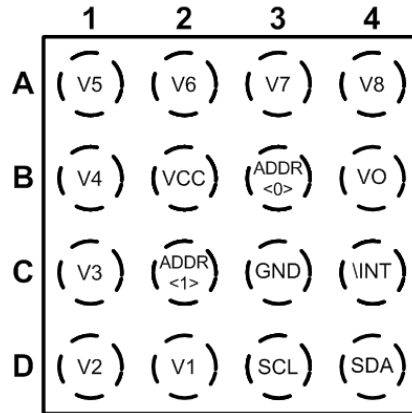 1 2 3 4
A V5 V6 V7 V8
B V4 VCC ADDR <0> VO
C V3 ADDR <1> GND \INT
D V2 V1 SCL SDA